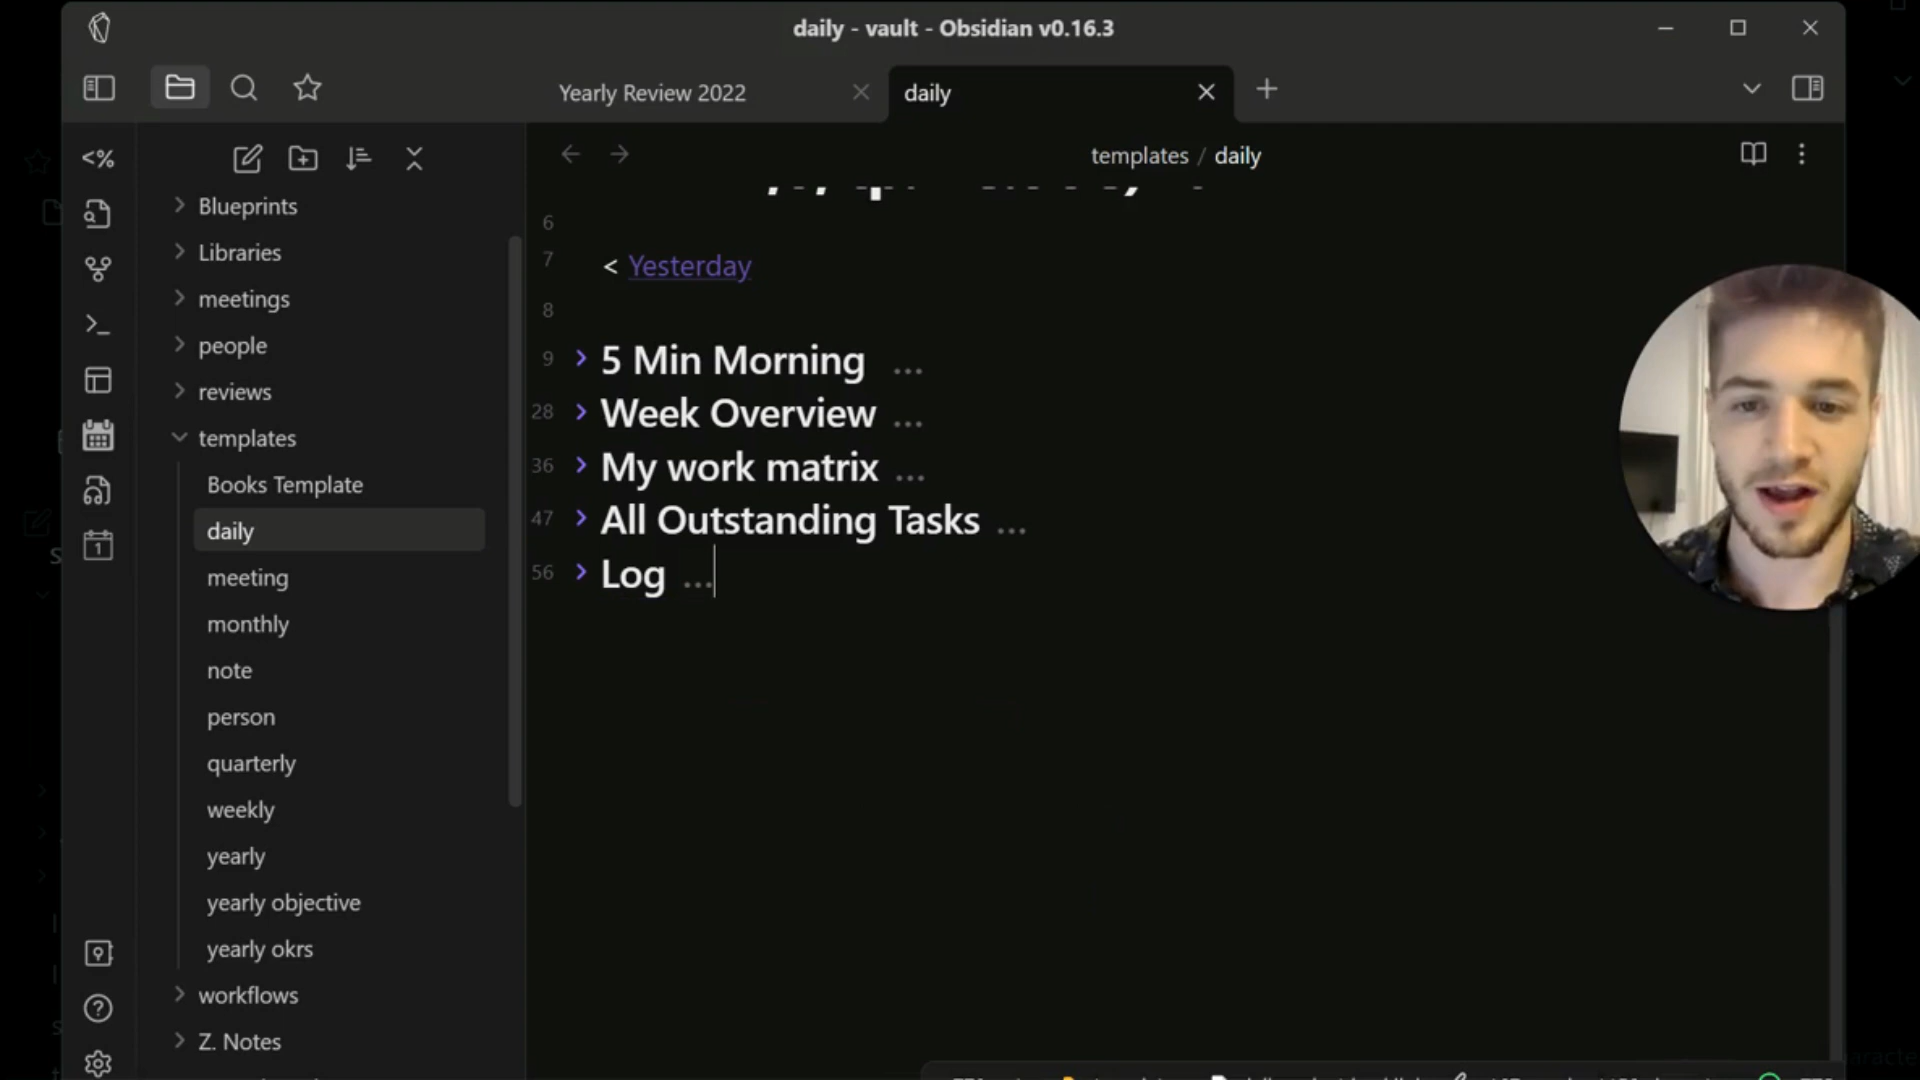 daily - vault - Obsidian v0.16.3
Yearly Review 2022
daily
templates / daily
Blueprints
Libraries
meetings
people
reviews
templates
Books Template
daily
meeting
monthly
note
person
quarterly
weekly
yearly
yearly objective
yearly okrs
workflows
Z. Notes
6
7 < Yesterday
8
9 5 Min Morning ...
28 Week Overview ...
36 My work matrix ...
47 All Outstanding Tasks ...
56 Log ...